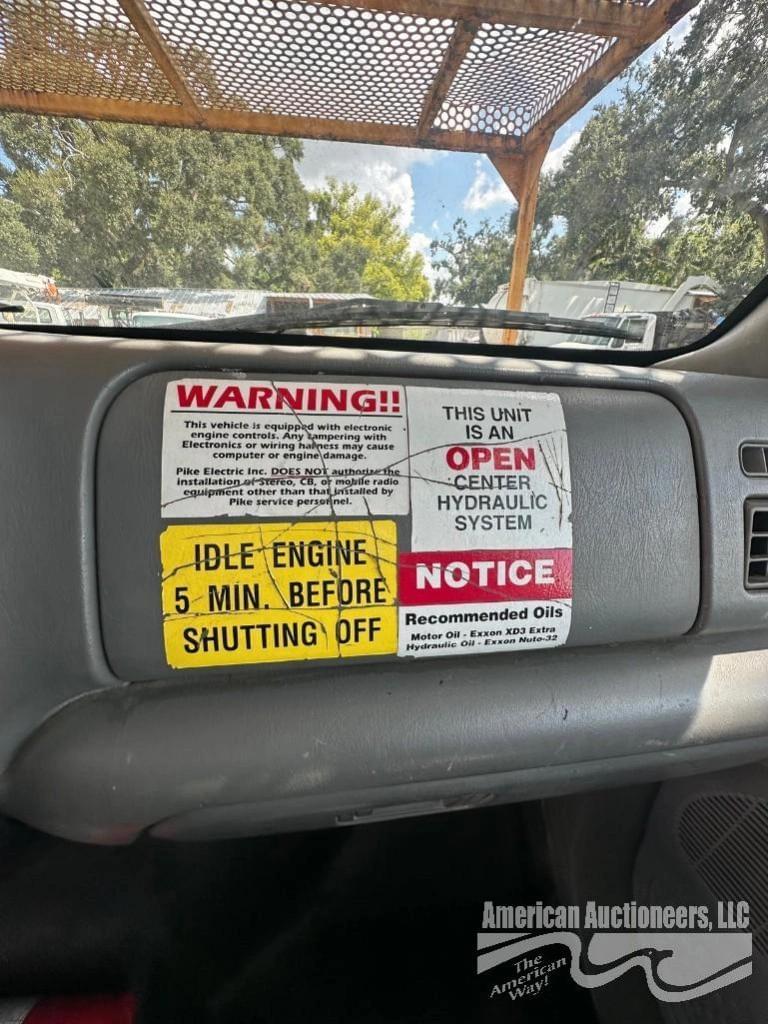 WARNING!!
This vehicle is equipped with electronic
engine controls. Any tampering with
Electronics or wiring harness may cause
computer or engine damage.
Pike Electric Inc. DOES NOT authorize the
installation of Stereo, CB, or mobile radio
equipment other than that installed by
Pike service personnel.
THIS UNIT
IS AN
OPEN
CENTER
HYDRAULIC
SYSTEM
IDLE ENGINE
5 MIN. BEFORE
SHUTTING OFF
NOTICE
Recommended Oils
Motor Oil - Exxon XD3 Extra
Hydraulic Oil - Exxon Nuto-32
American Auctioneers, LLC
The
American
Way!